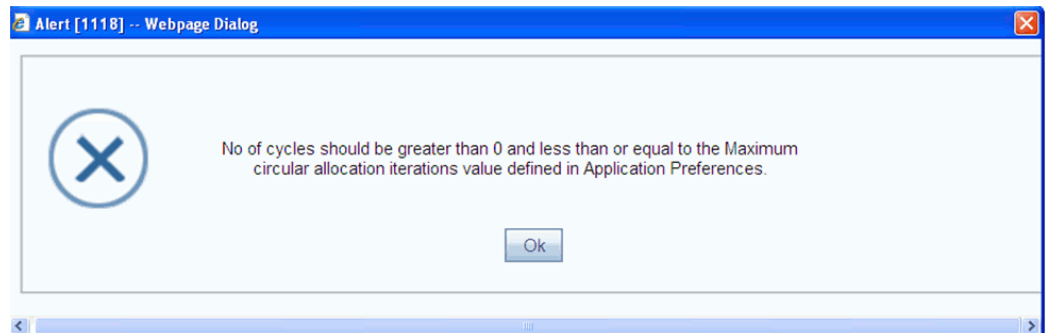 Alert [1118] -- Webpage Dialog
No of cycles should be greater than 0 and less than or equal to the Maximum
circular allocation iterations value defined in Application Preferences.
Ok